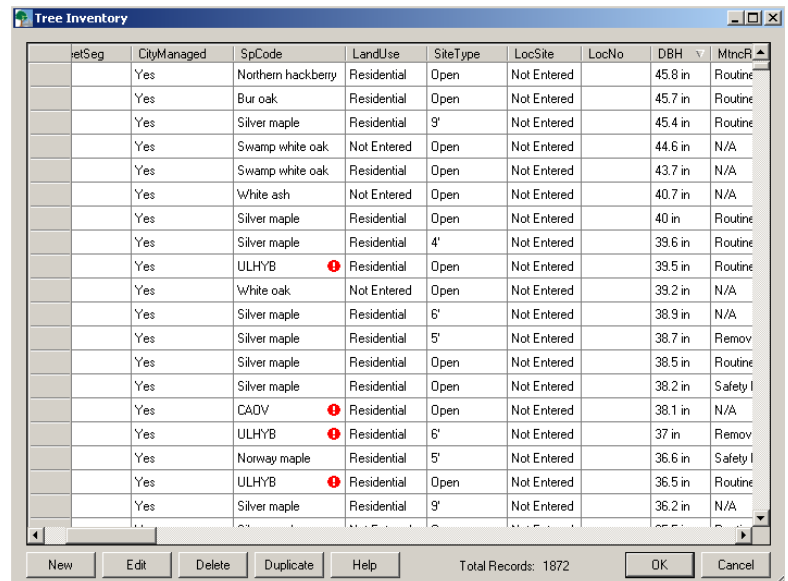 Tree Inventory
eetSeg CityManaged SpCode LandUse SiteType LocSite LocNo DBH MtncR
Yes Northern hackberry Residential Open Not Entered 45.8 in Routine
Yes Bur oak Residential Open Not Entered 45.7 in Routine
Yes Silver maple Residential 9' Not Entered 45.4 in Routine
Yes Swamp white oak Not Entered Open Not Entered 44.6 in N/A
Yes Swamp white oak Not Entered Open Not Entered 43.7 in N/A
Yes White ash Not Entered Open Not Entered 40.7 in N/A
Yes Silver maple Residential Open Not Entered 40 in Routine
Yes Silver maple Residential 4' Not Entered 39.6 in Routine
Yes ULHYB Residential Open Not Entered 39.5 in Routine
Yes White oak Not Entered Open Not Entered 39.2 in N/A
Yes Silver maple Residential 6' Not Entered 38.9 in N/A
Yes Silver maple Residential 5' Not Entered 38.7 in Remov
Yes Silver maple Residential Open Not Entered 38.5 in Routine
Yes Silver maple Residential Open Not Entered 38.2 in Safety
Yes CAOV Residential Open Not Entered 38.1 in N/A
Yes ULHYB Residential 6' Not Entered 37 in Remov
Yes Norway maple Residential 5' Not Entered 36.6 in Safety
Yes ULHYB Residential Open Not Entered 36.5 in Routine
Yes Silver maple Residential 9' Not Entered 36.2 in N/A
New Edit Delete Duplicate Help Total Records: 1872 OK Cancel